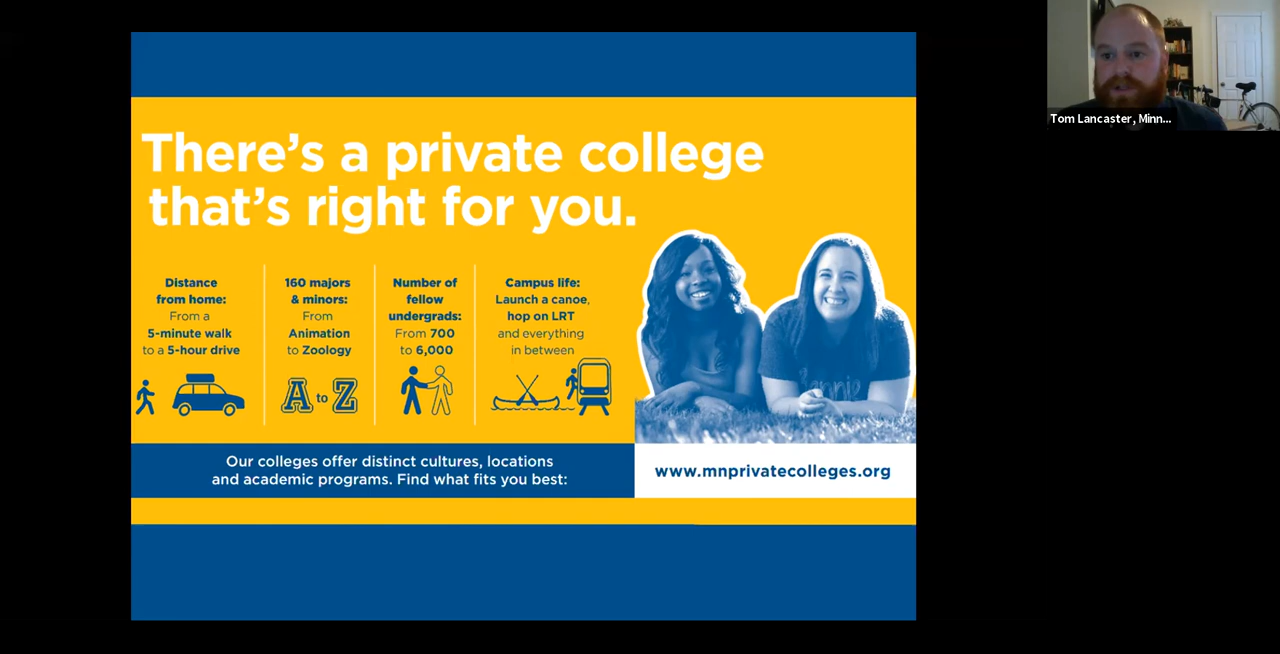 There's a private college
that's right for you.
Distance
from home:
From a
5-minute walk
to a 5-hour drive
160 majors
& minors:
From
Animation
to Zoology
A to Z
Number of
fellow
undergrads:
From 700
to 6,000
Campus life:
Launch a canoe,
hop on LRT
and everything
in between
Our colleges offer distinct cultures, locations
and academic programs. Find what fits you best:
www.mnprivatecolleges.org
Tom Lancaster, Minn...